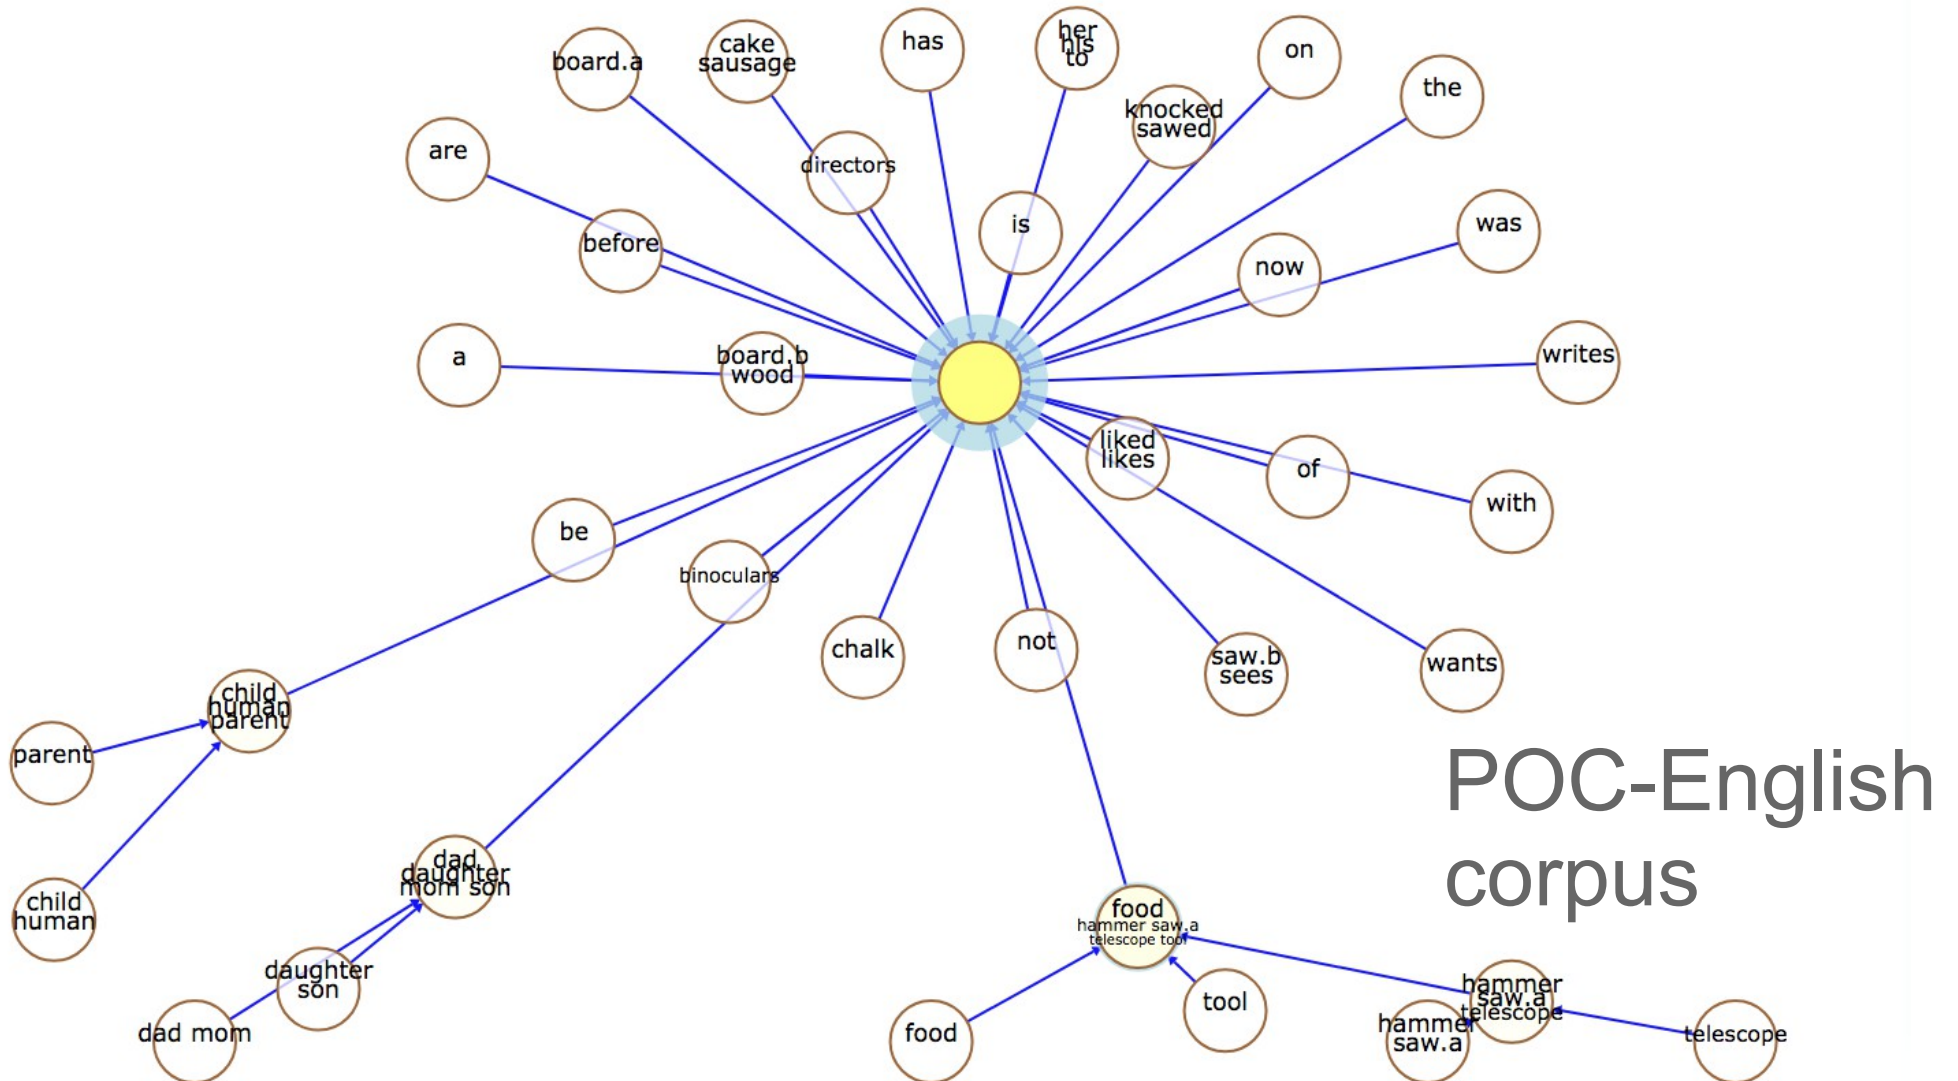 board.a
cake
sausage
has
her
his
to
on
the
knocked
sawed
are
directors
before
is
now
was
a
board.b
wood
writes
liked
likes
of
with
be
binoculars
chalk
not
saw.b
sees
wants
child
human
parent
parent
child
human
dad
daughter
mom son
daughter
son
dad mom
food
hammer saw.a
telescope tool
food
tool
hammer
saw.a
telescope
hammer
saw.a
telescope
POC-English
corpus